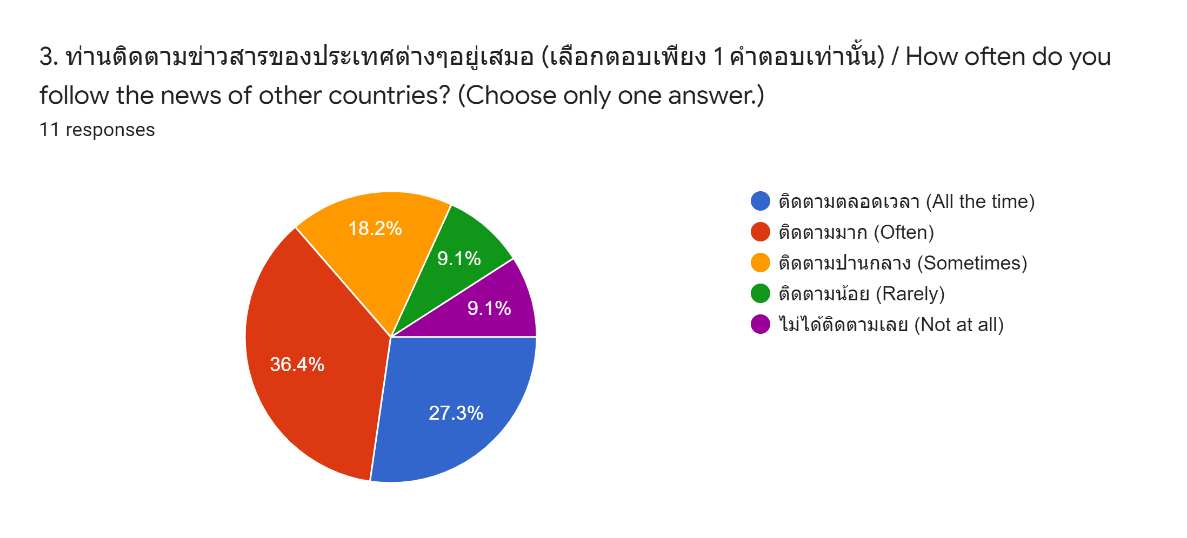 3. ท่านติดตามข่าวสารของประเทศต่างๆอยู่เสมอ (เลือกตอบเพียง 1 คำตอบเท่านั้น) / How often do you
follow the news of other countries? (Choose only one answer.)
11 responses
18.2%
9.1%
9.1%
36.4%
27.3%
ติดตามตลอดเวลา (All the time)
ติดตามมาก (Often)
ติดตามปานกลาง (Sometimes)
ติดตามน้อย (Rarely)
ไม่ได้ติดตามเลย (Not at all)